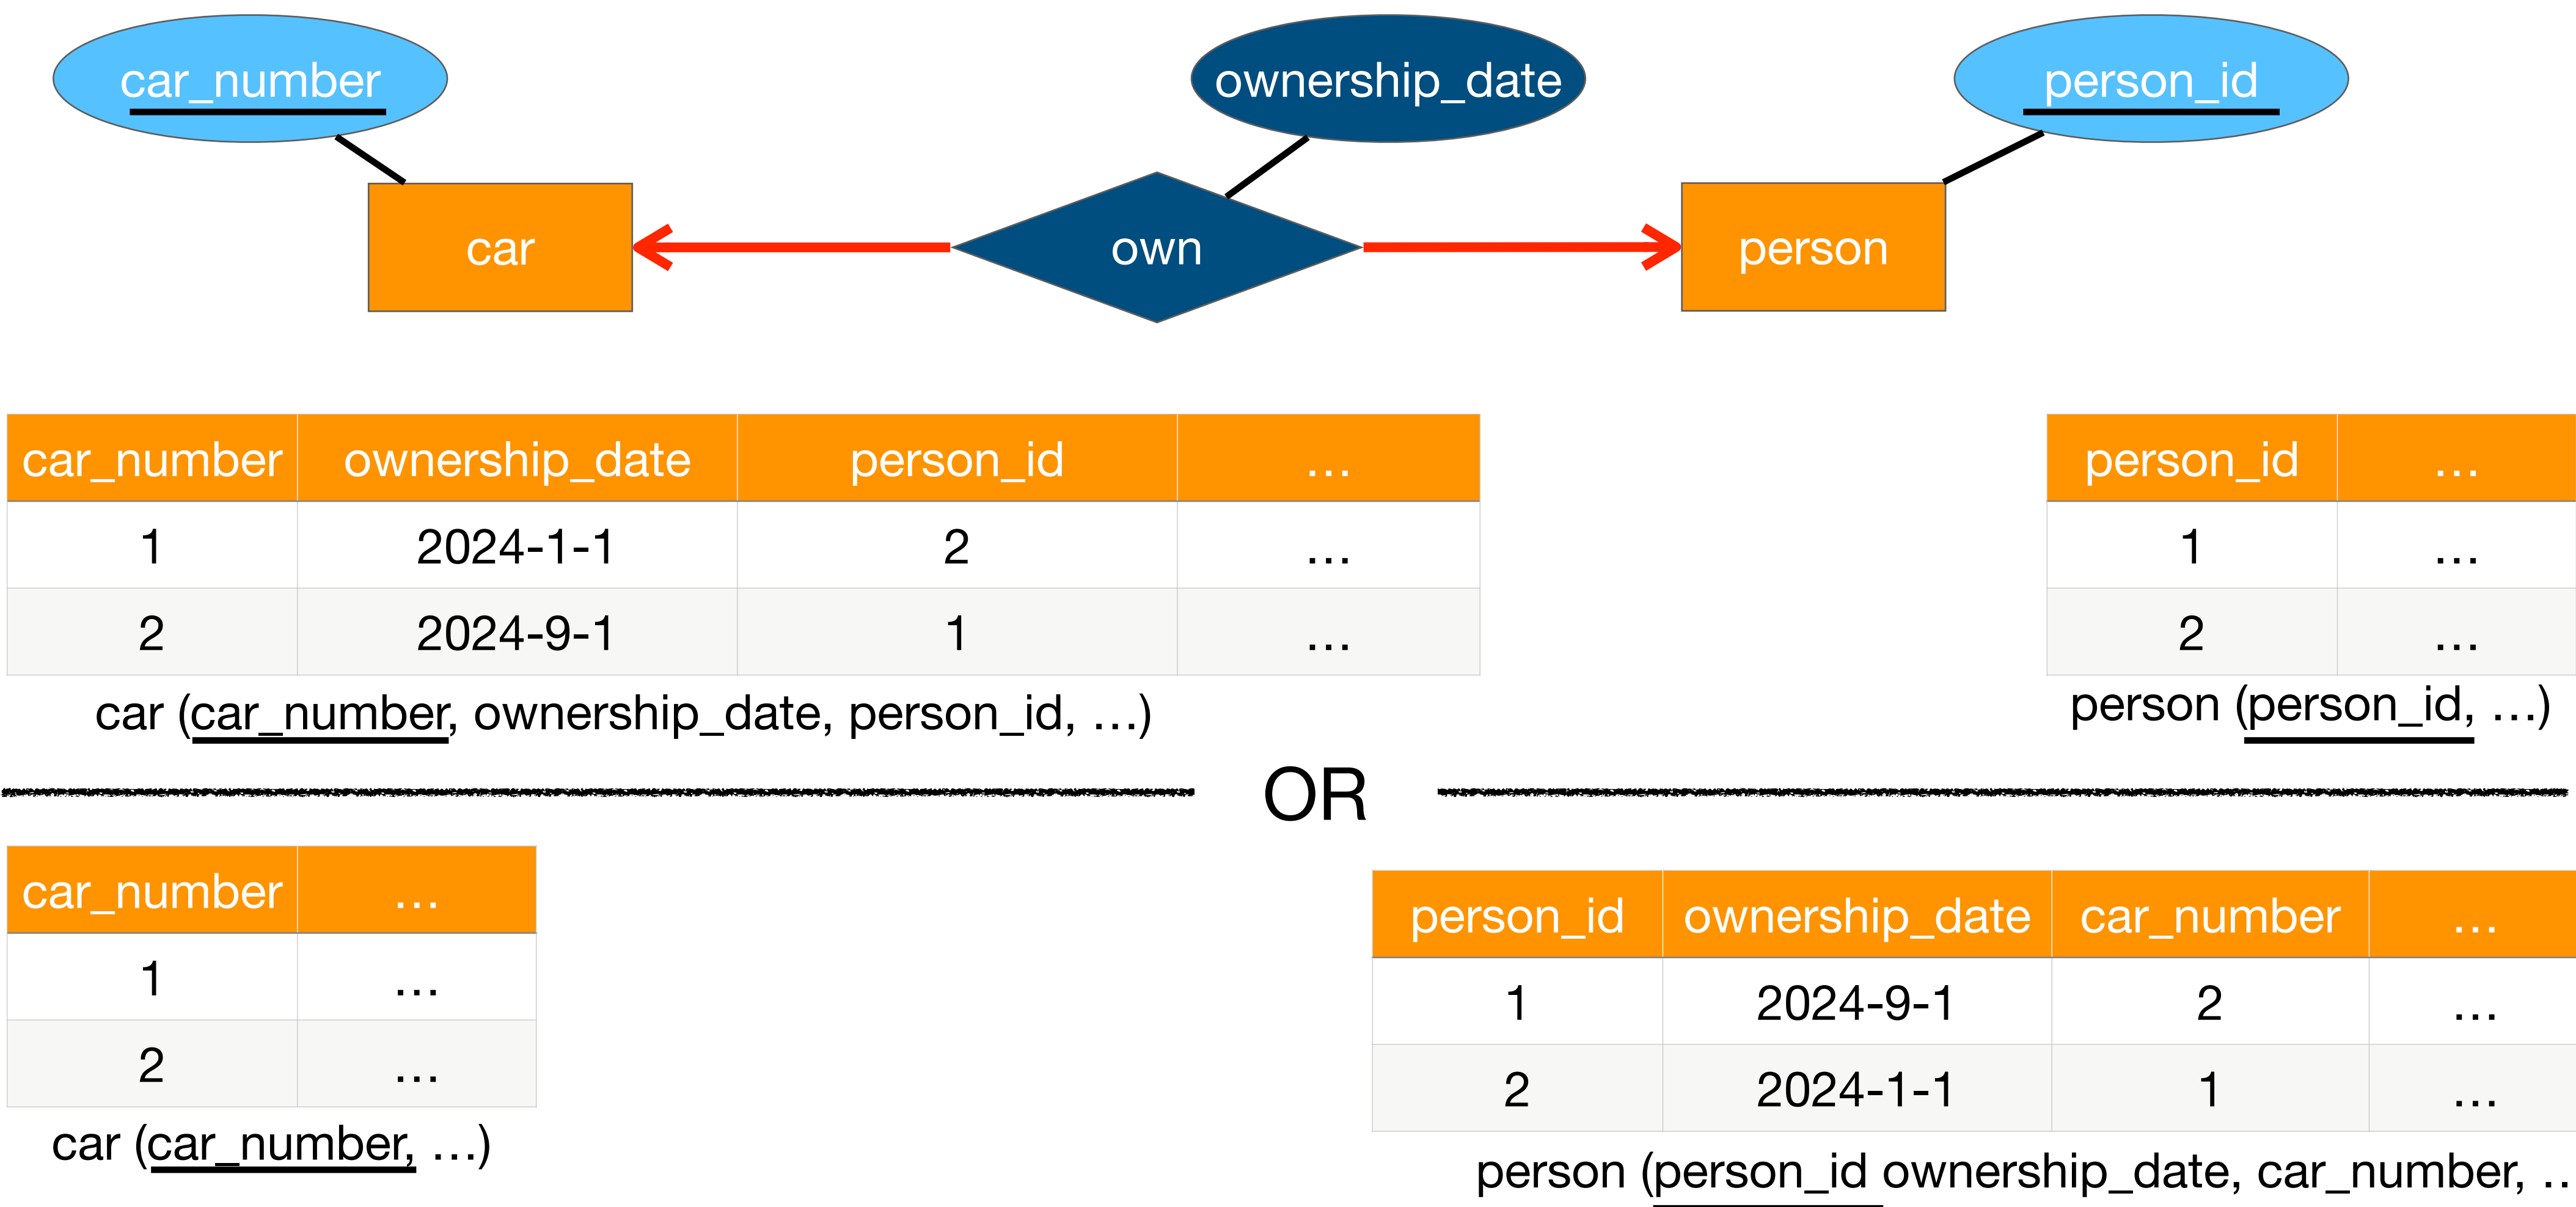 car_number ownership_date person_id
car own person
car_number ownership_date person_id …
1 2024-1-1 2 …
2 2024-9-1 1 …
car (car_number, ownership_date, person_id, …)
person_id …
1 …
2 …
person (person_id, …)
OR
car_number …
1 …
2 …
car (car_number, …)
person_id ownership_date car_number …
1 2024-9-1 2 …
2 2024-1-1 1 …
person (person_id ownership_date, car_number, ..